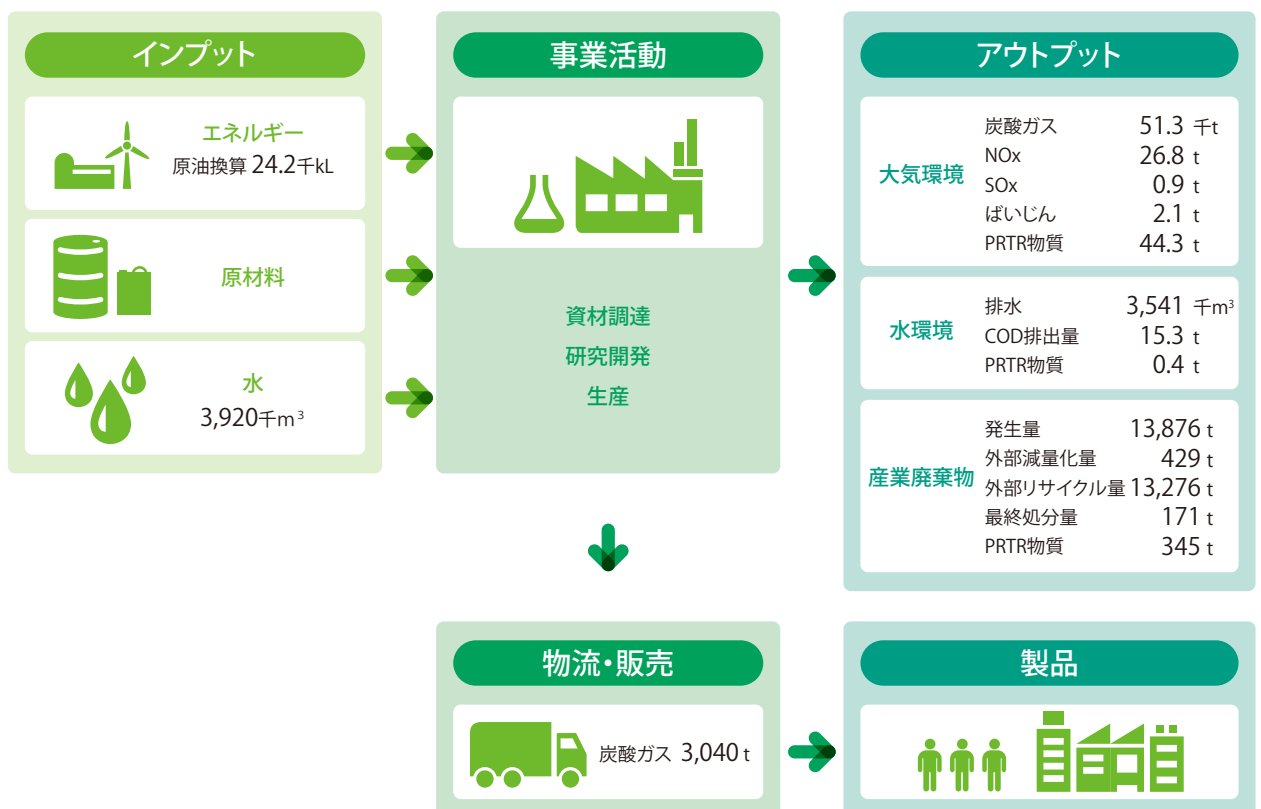 インプット
エネルギー
原油換算 24.2千kL
原材料
水
3,920千m³
事業活動
資材調達
研究開発
生産
アウトプット
大気環境
炭酸ガス 51.3 千t
NOx 26.8 t
SOx 0.9 t
ばいじん 2.1 t
PRTR物質 44.3 t
水環境
排水 3,541 千m³
COD排出量 15.3 t
PRTR物質 0.4 t
産業廃棄物
発生量 13,876 t
外部減量化量 429 t
外部リサイクル量 13,276 t
最終処分量 171 t
PRTR物質 345 t
物流・販売
炭酸ガス 3,040 t
製品